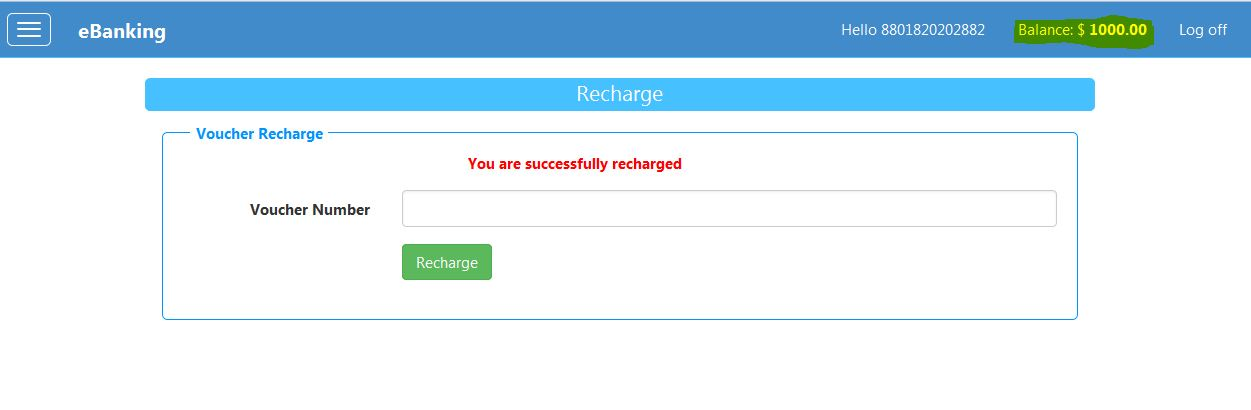 eBanking Hello 8801820202882 Balance: $ 1000.00 Log off
Recharge
Voucher Recharge
You are successfully recharged
Voucher Number
Recharge